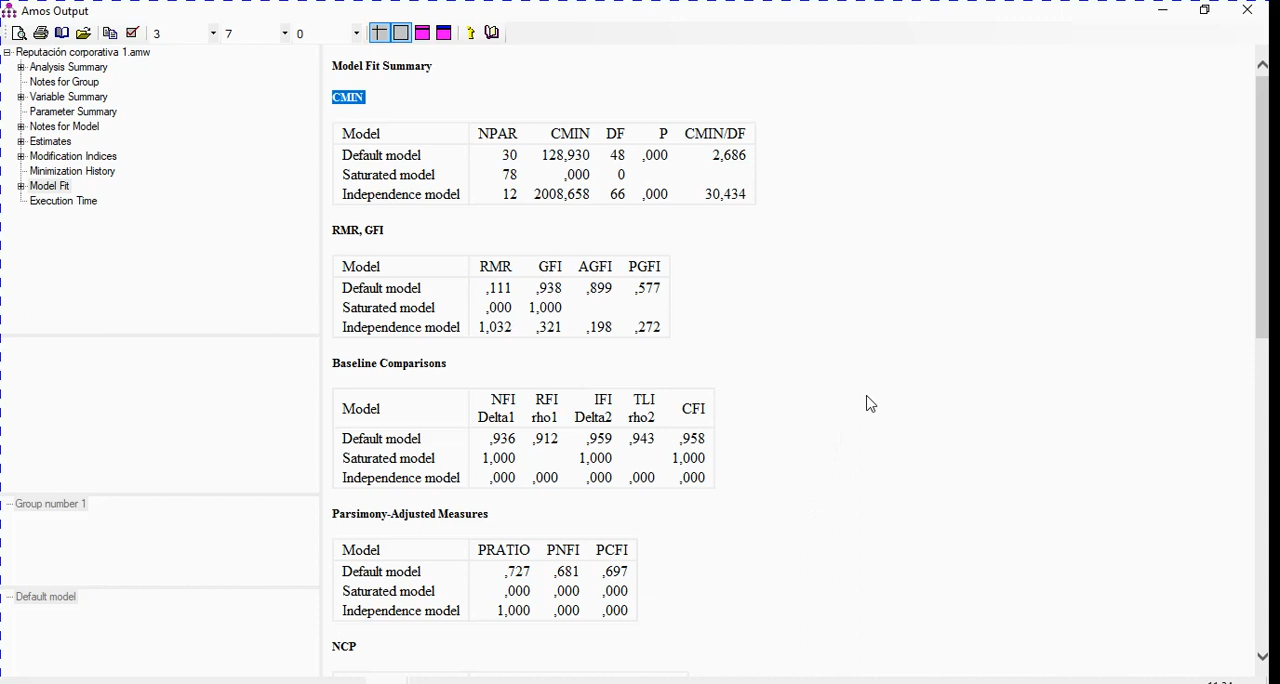 Amos Output
3 7 0
Reputación corporativa 1.amw
Analysis Summary
Notes for Group
Variable Summary
Parameter Summary
Notes for Model
Estimates
Modification Indices
Minimization History
Model Fit
Execution Time
Group number 1
Default model
Model Fit Summary
CMIN
Model NPAR CMIN DF P CMIN/DF
Default model 30 128,930 48 ,000 2,686
Saturated model 78 ,000 0
Independence model 12 2008,658 66 ,000 30,434
RMR, GFI
Model RMR GFI AGFI PGFI
Default model ,111 ,938 ,899 ,577
Saturated model ,000 1,000
Independence model 1,032 ,321 ,198 ,272
Baseline Comparisons
Model NFI Delta1 RFI rho1 IFI Delta2 TLI rho2 CFI
Default model ,936 ,912 ,959 ,943 ,958
Saturated model 1,000 1,000 1,000
Independence model ,000 ,000 ,000 ,000 ,000
Parsimony-Adjusted Measures
Model PRATIO PNFI PCFI
Default model ,727 ,681 ,697
Saturated model ,000 ,000 ,000
Independence model 1,000 ,000 ,000
NCP